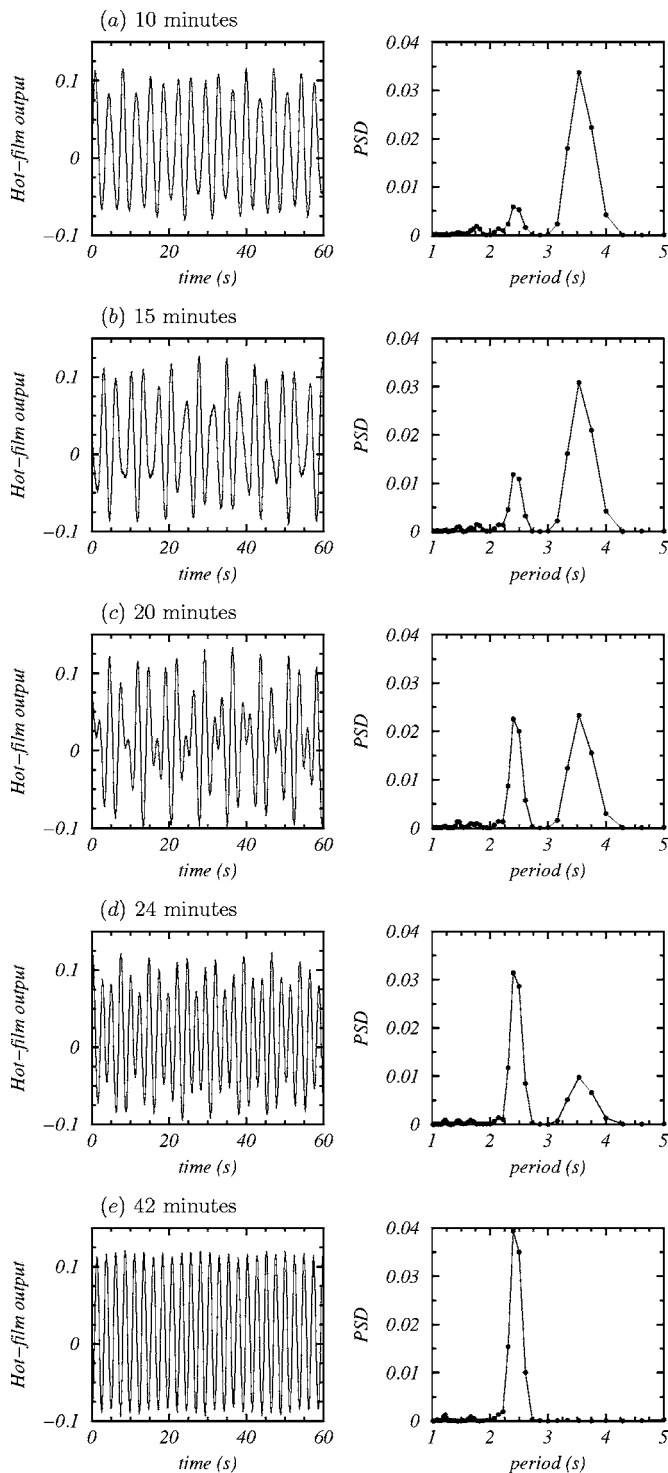 (a) 10 minutes
Hot-film output
0.1
0
-0.1
0 20 40 60
time (s)
PSD
0.04
0.03
0.02
0.01
0
1 2 3 4 5
period (s)
(b) 15 minutes
Hot-film output
0.1
0
-0.1
0 20 40 60
time (s)
PSD
0.04
0.03
0.02
0.01
0
1 2 3 4 5
period (s)
(c) 20 minutes
Hot-film output
0.1
0
-0.1
0 20 40 60
time (s)
PSD
0.04
0.03
0.02
0.01
0
1 2 3 4 5
period (s)
(d) 24 minutes
Hot-film output
0.1
0
-0.1
0 20 40 60
time (s)
PSD
0.04
0.03
0.02
0.01
0
1 2 3 4 5
period (s)
(e) 42 minutes
Hot-film output
0.1
0
-0.1
0 20 40 60
time (s)
PSD
0.04
0.03
0.02
0.01
0
1 2 3 4 5
period (s)